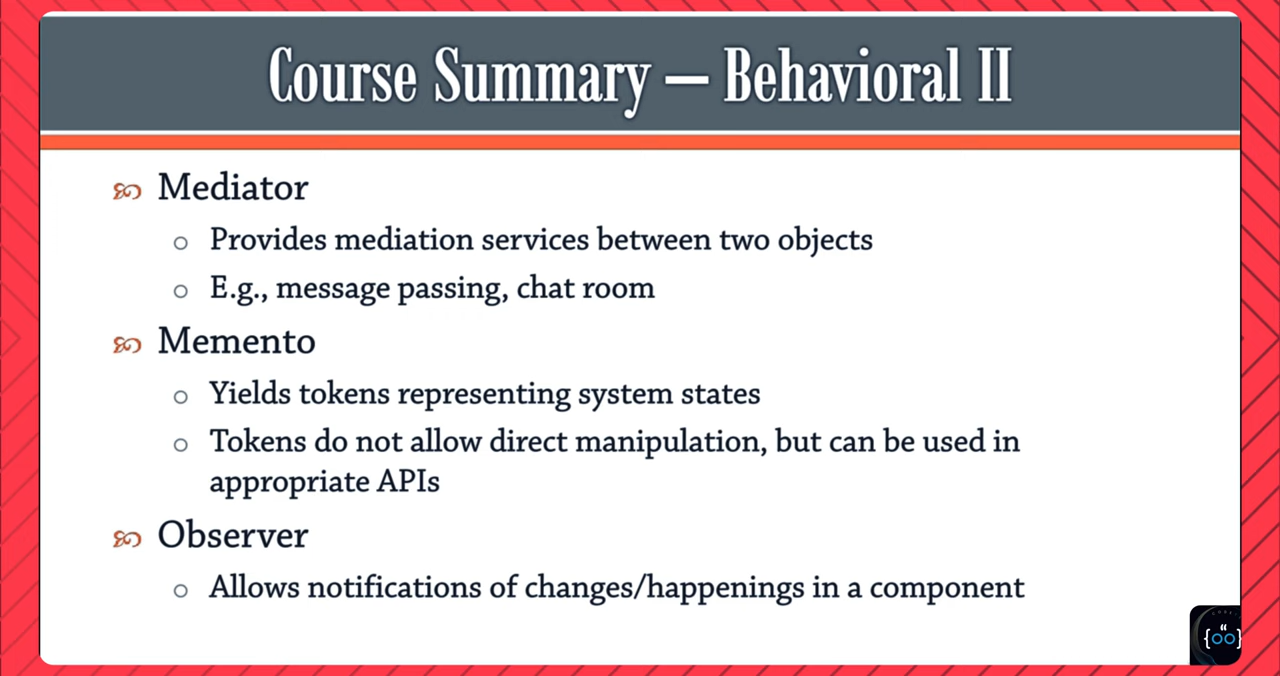 Course Summary – Behavioral II
Mediator
Provides mediation services between two objects
E.g., message passing, chat room
Memento
Yields tokens representing system states
Tokens do not allow direct manipulation, but can be used in
appropriate APIs
Observer
Allows notifications of changes/happenings in a component